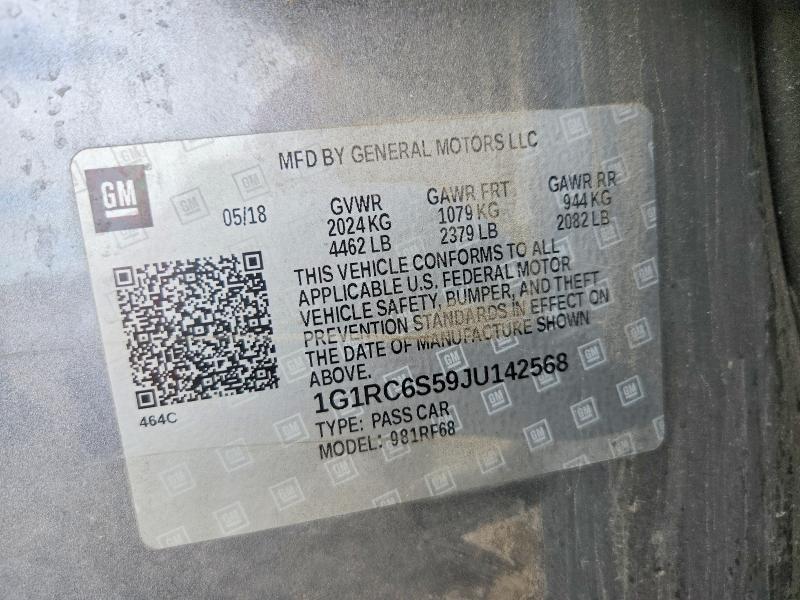 MFD BY GENERAL MOTORS LLC
GM
05/18
GVWR
2024 KG
4462 LB
GAWR FRT
1079 KG
2379 LB
GAWR RR
944 KG
2082 LB
THIS VEHICLE CONFORMS TO ALL
APPLICABLE U.S. FEDERAL MOTOR
VEHICLE SAFETY, BUMPER, AND THEFT
PREVENTION STANDARDS IN EFFECT ON
THE DATE OF MANUFACTURE SHOWN
ABOVE.
1G1RC6S59JU142568
464C
TYPE: PASS CAR
MODEL: 981RF68